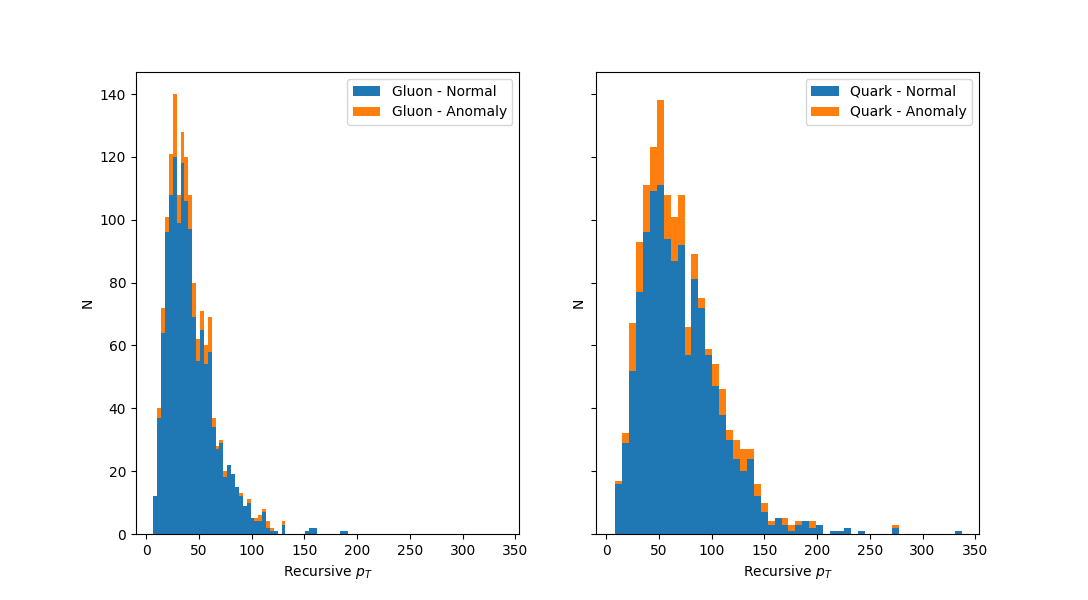 Gluon - Normal
Gluon - Anomaly
140
120
100
80
60
40
20
0
N
0 50 100 150 200 250 300 350
Recursive $p_T$
Quark - Normal
Quark - Anomaly
N
0 50 100 150 200 250 300 350
Recursive $p_T$